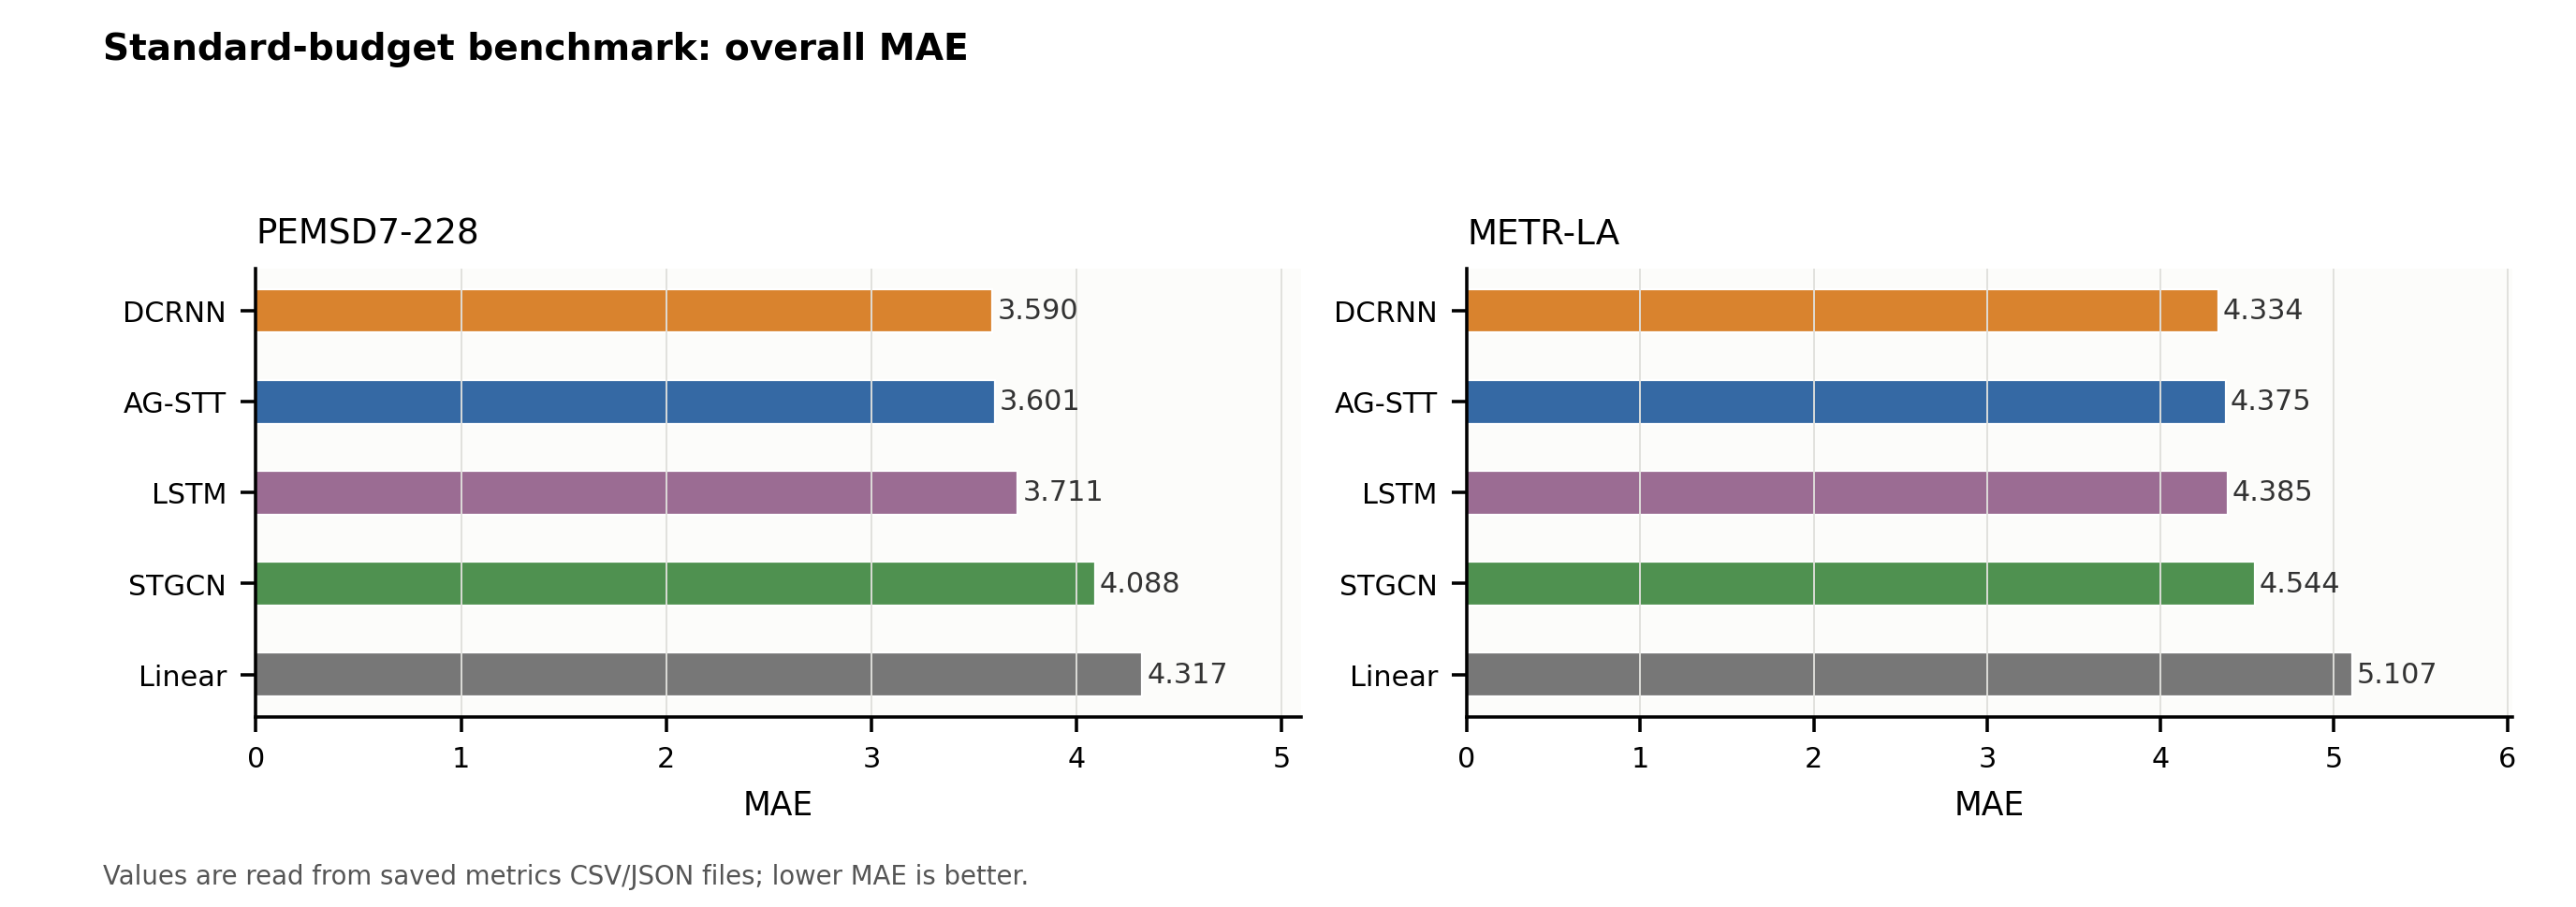 Standard-budget benchmark: overall MAE
PEMSD7-228
DCRNN 3.590
AG-STT 3.601
LSTM 3.711
STGCN 4.088
Linear 4.317
0 1 2 3 4 5
MAE
METR-LA
DCRNN 4.334
AG-STT 4.375
LSTM 4.385
STGCN 4.544
Linear 5.107
0 1 2 3 4 5 6
MAE
Values are read from saved metrics CSV/JSON files; lower MAE is better.